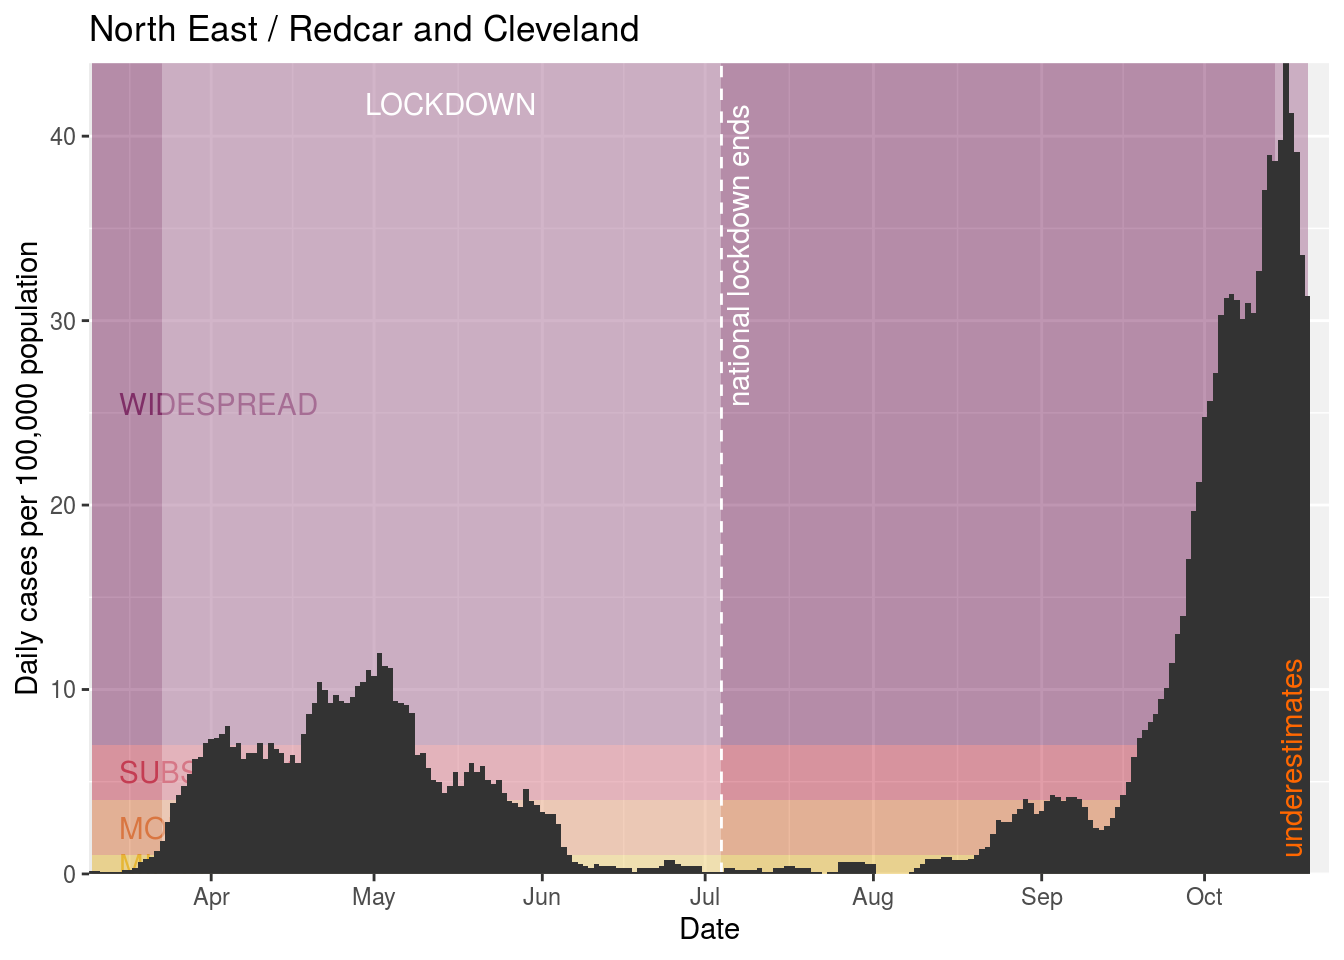 North East / Redcar and Cleveland
LOCKDOWN
national lockdown ends
WIDESPREAD
SUBS
MO
underestimates
Daily cases per 100,000 population
40
30
20
10
0
Apr
May
Jun
Jul
Aug
Sep
Oct
Date